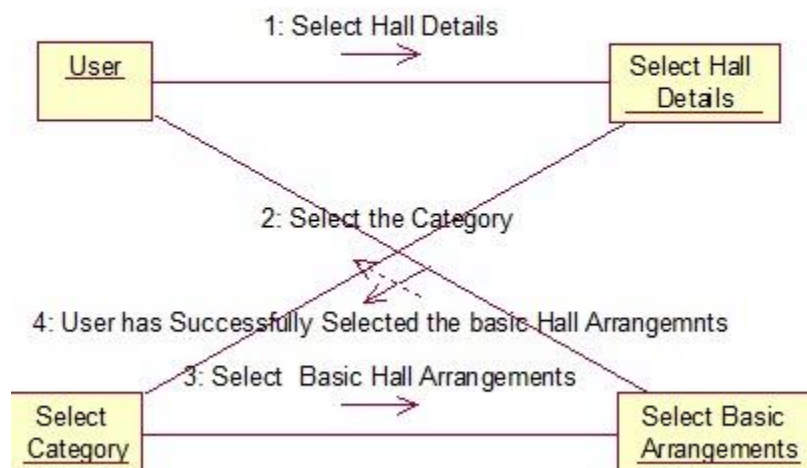 1: Select Hall Details
User
Select Hall
Details
2: Select the Category
4: User has Successfully Selected the basic Hall Arrangemnts
3: Select Basic Hall Arrangements
Select
Category
Select Basic
Arrangements